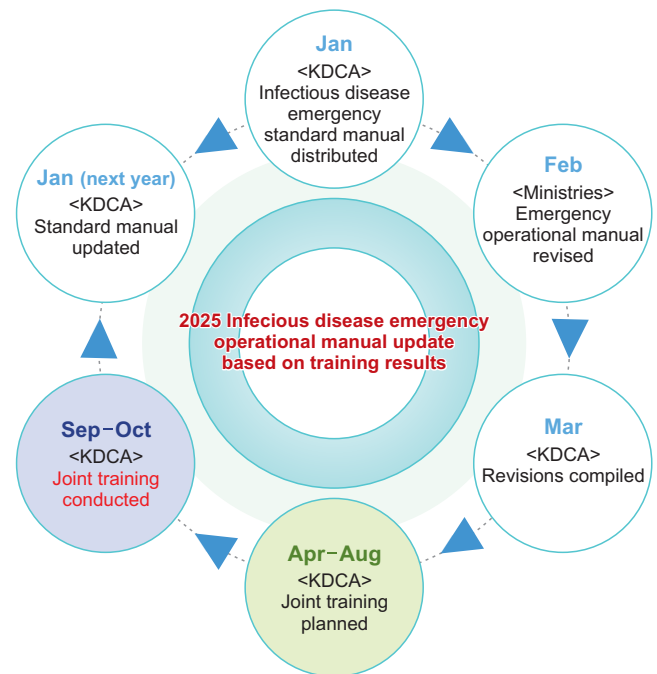 Jan
<KDCA>
Infectious disease
emergency
standard manual
distributed
Feb
<Ministries>
Emergency
operational manual
revised
Mar
<KDCA>
Revisions compiled
Apr–Aug
<KDCA>
Joint training
planned
Sep–Oct
<KDCA>
Joint training
conducted
Jan (next year)
<KDCA>
Standard manual
updated
2025 Infecious disease emergency
operational manual update
based on training results